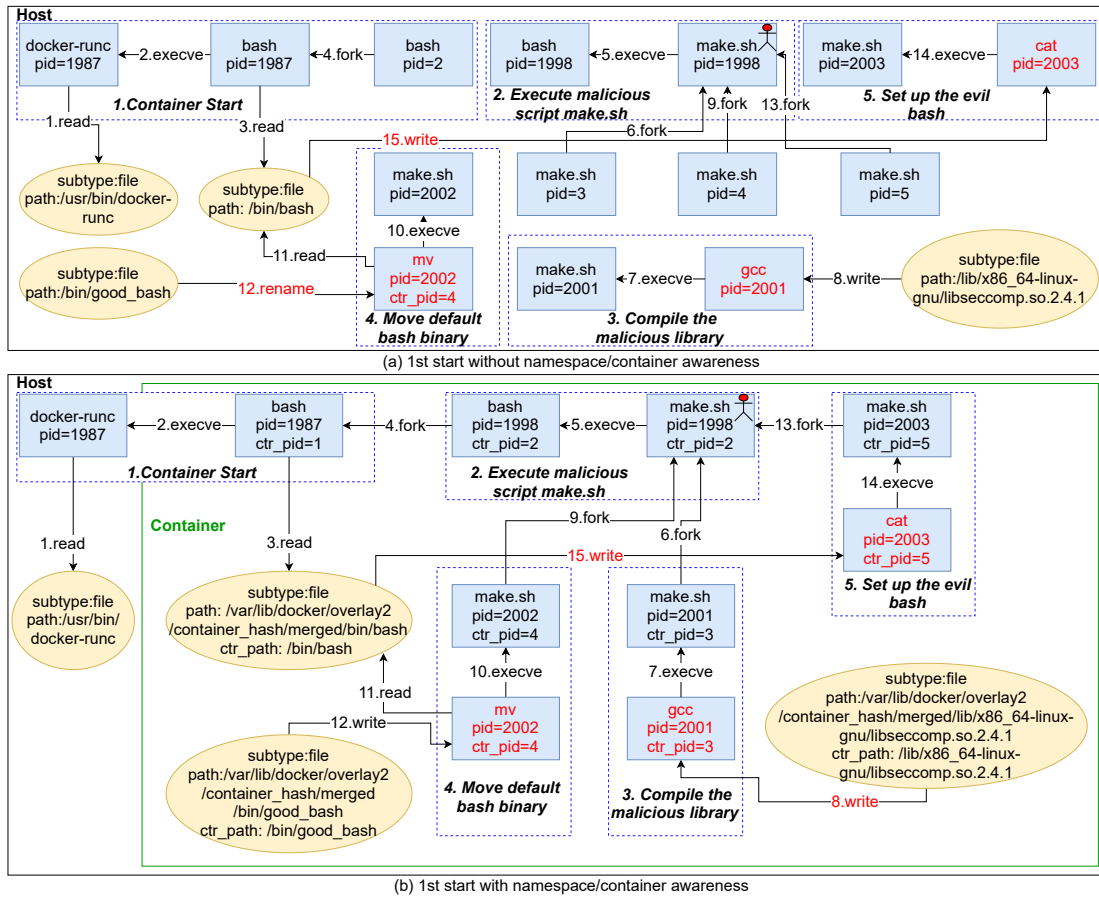 Host
docker-runc
pid=1987
2.execve
bash
pid=1987
4.fork
bash
pid=2
1.Container Start
bash
pid=1998
5.execve
make.sh
pid=1998
2. Execute malicious
script make.sh
make.sh
pid=2003
14.execve
cat
pid=2003
5. Set up the evil
bash
1.read
3.read
15.write
6.fork
9.fork
13.fork
subtype:file
path:/usr/bin/docker-
runc
subtype:file
path: /bin/bash
make.sh
pid=2002
make.sh
pid=3
make.sh
pid=4
make.sh
pid=5
10.execve
11.read
subtype:file
path:/bin/good_bash
12.rename
mv
pid=2002
ctr_pid=4
4. Move default
bash binary
make.sh
pid=2001
7.execve
gcc
pid=2001
8.write
3. Compile the
malicious library
subtype:file
path:/lib/x86_64-linux-
gnu/libseccomp.so.2.4.1
(a) 1st start without namespace/container awareness
Host
docker-runc
pid=1987
2.execve
bash
pid=1987
ctr_pid=1
4.fork
bash
pid=1998
ctr_pid=2
5.execve
make.sh
pid=1998
ctr_pid=2
13.fork
make.sh
pid=2003
ctr_pid=5
1.Container Start
2. Execute malicious
script make.sh
14.execve
Container
1.read
3.read
9.fork
6.fork
15.write
cat
pid=2003
ctr_pid=5
5. Set up the evil
bash
subtype:file
path:/usr/bin/
docker-runc
subtype:file
path: /var/lib/docker/overlay2
/container_hash/merged/bin/bash
ctr_path: /bin/bash
make.sh
pid=2002
ctr_pid=4
make.sh
pid=2001
ctr_pid=3
10.execve
7.execve
11.read
12.write
mv
pid=2002
ctr_pid=4
gcc
pid=2001
ctr_pid=3
subtype:file
path:/var/lib/docker/overlay2
/container_hash/merged/lib/x86_64-linux-
gnu/libseccomp.so.2.4.1
ctr_path: /lib/x86_64-linux-
gnu/libseccomp.so.2.4.1
subtype:file
path:/var/lib/docker/overlay2
/container_hash/merged
/bin/good_bash
ctr_path: /bin/good_bash
4. Move default
bash binary
3. Compile the
malicious library
8.write
(b) 1st start with namespace/container awareness